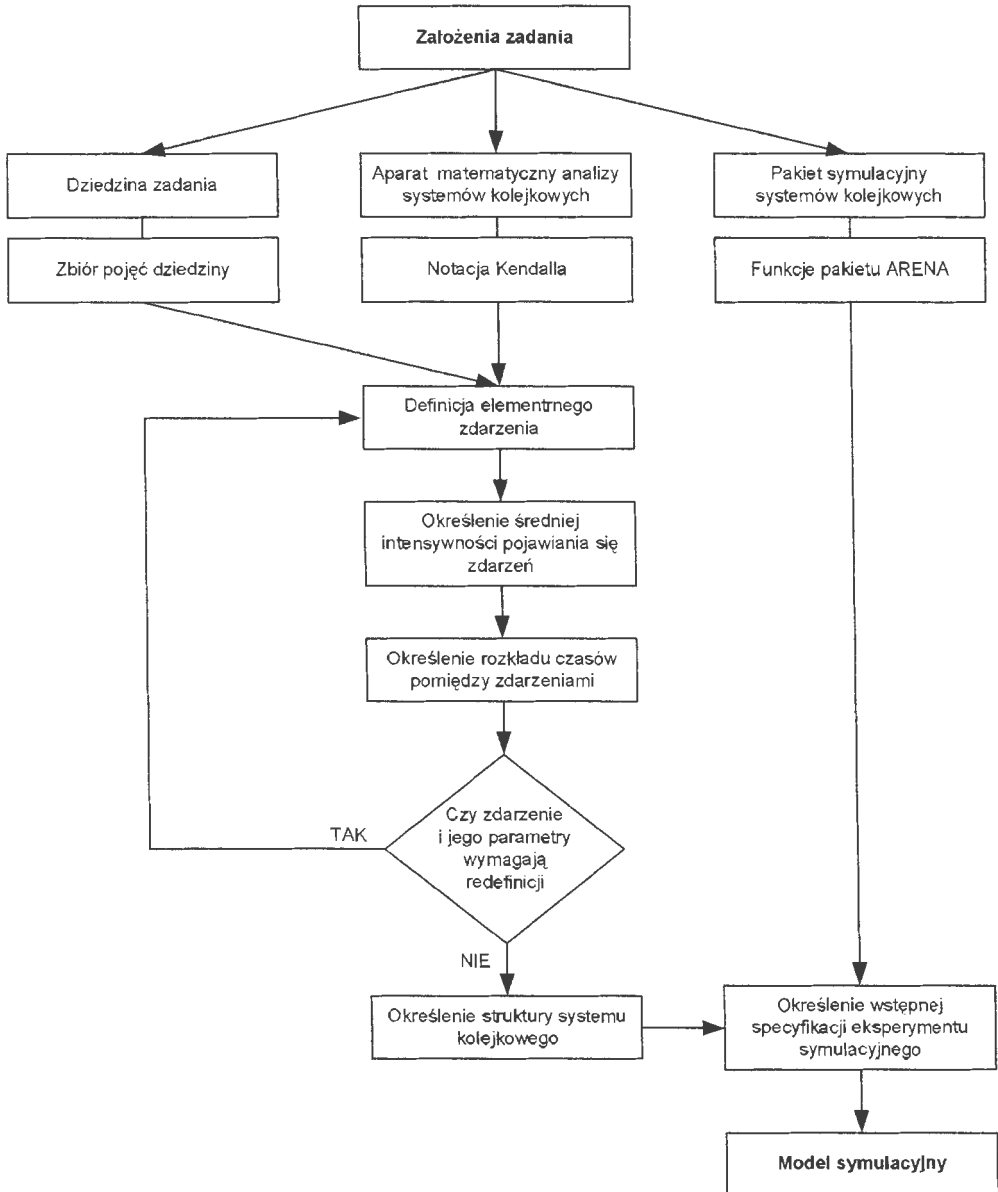 Założenia zadania
Dziedzina zadania
Aparat matematyczny analizy
systemów kolejkowych
Pakiet symulacyjny
systemów kolejkowych
Zbiór pojęć dziedziny
Notacja Kendalla
Funkcje pakietu ARENA
Definicja elementrnego
zdarzenia
Określenie średniej
intensywności pojawiania się
zdarzeń
Określenie rozkładu czasów
pomiędzy zdarzeniami
Czy zdarzenie
i jego parametry
wymagają
redefinicji
TAK
NIE
Określenie struktury systemu
kolejkowego
Określenie wstępnej
specyfikacji eksperymentu
symulacyjnego
Model symulacyjny